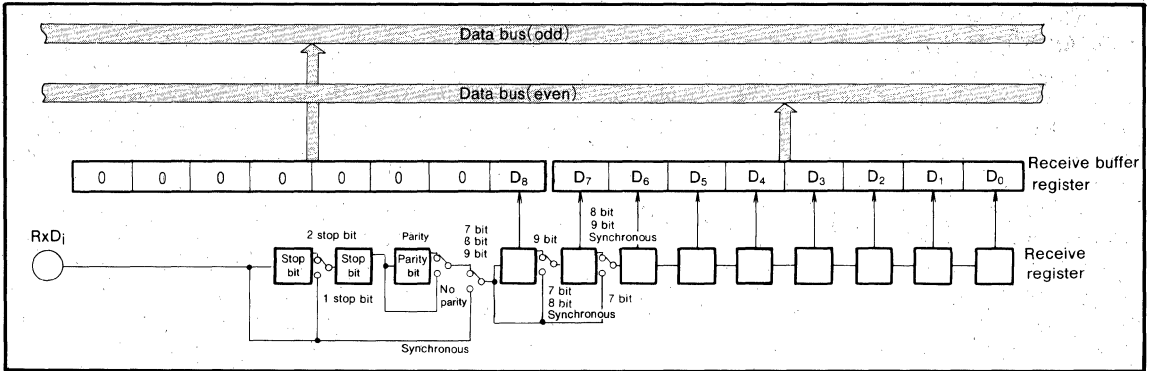 Data bus(odd)
Data bus(even)
0 0 0 0 0 0 0 D₈ D₇ D₆ D₅ D₄ D₃ D₂ D₁ D₀
Receive buffer
register
RxDᵢ
2 stop bit
Parity
7 bit
8 bit
9 bit
9 bit
8 bit
9 bit
Synchronous
Stop
bit
Stop
bit
Parity
bit
Receive
register
1 stop bit
No
parity
7 bit
8 bit
Synchronous
7 bit
Synchronous